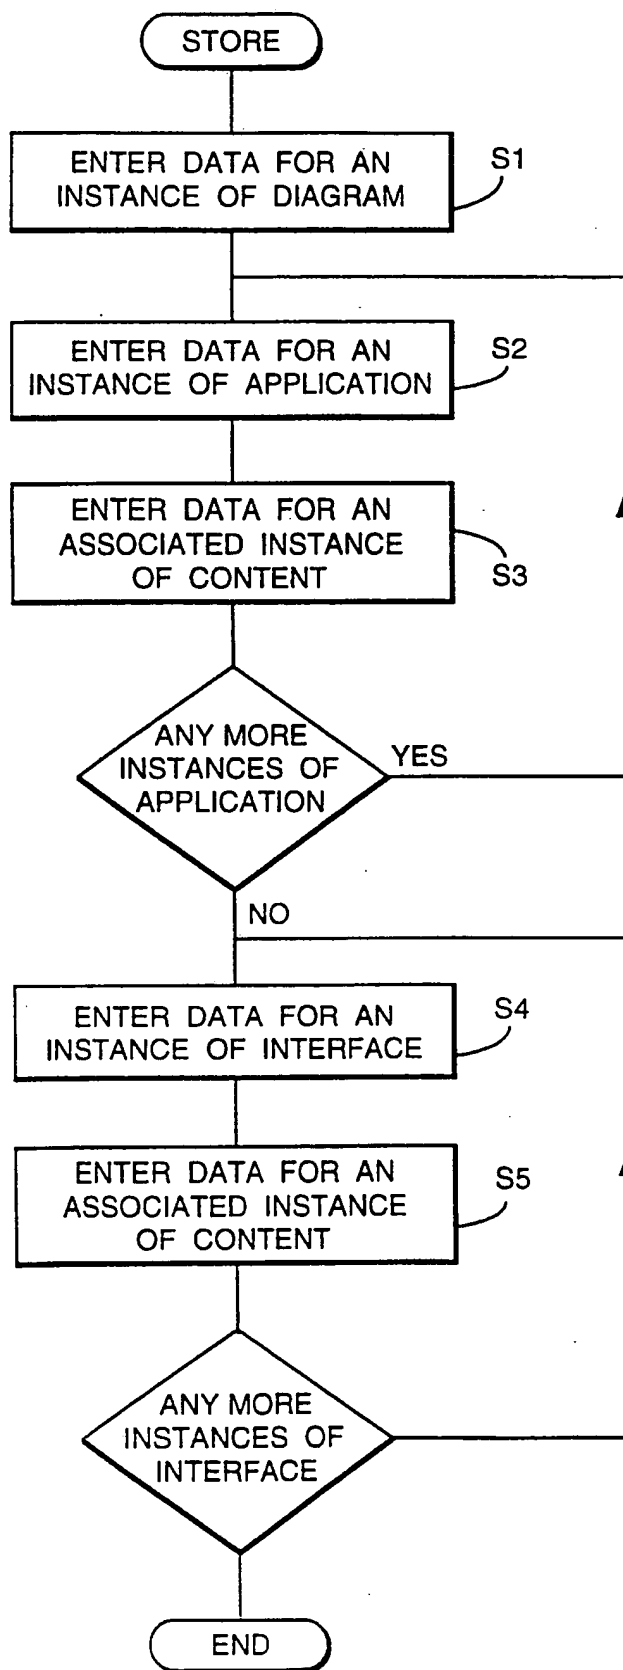 STORE
ENTER DATA FOR AN
INSTANCE OF DIAGRAM
S1
ENTER DATA FOR AN
INSTANCE OF APPLICATION
S2
ENTER DATA FOR AN
ASSOCIATED INSTANCE
OF CONTENT
S3
ANY MORE
INSTANCES OF
APPLICATION
YES
NO
ENTER DATA FOR AN
INSTANCE OF INTERFACE
S4
ENTER DATA FOR AN
ASSOCIATED INSTANCE
OF CONTENT
S5
ANY MORE
INSTANCES OF
INTERFACE
END